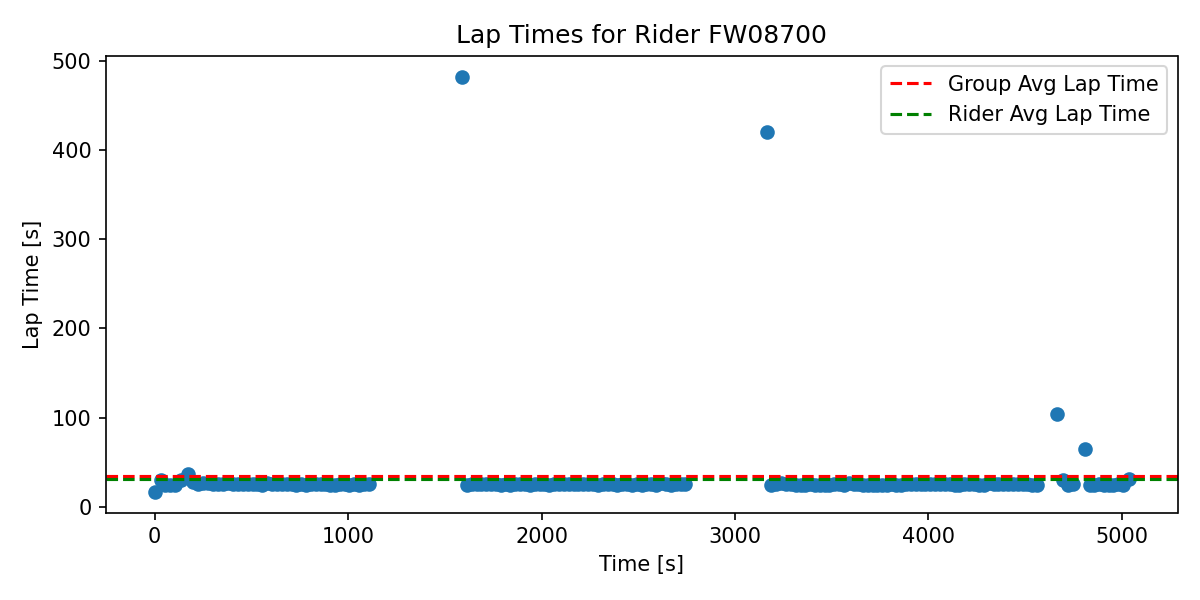 Lap Times for Rider FW08700
Group Avg Lap Time
Rider Avg Lap Time
Lap Time [s]
500
400
300
200
100
0
0 1000 2000 3000 4000 5000
Time [s]